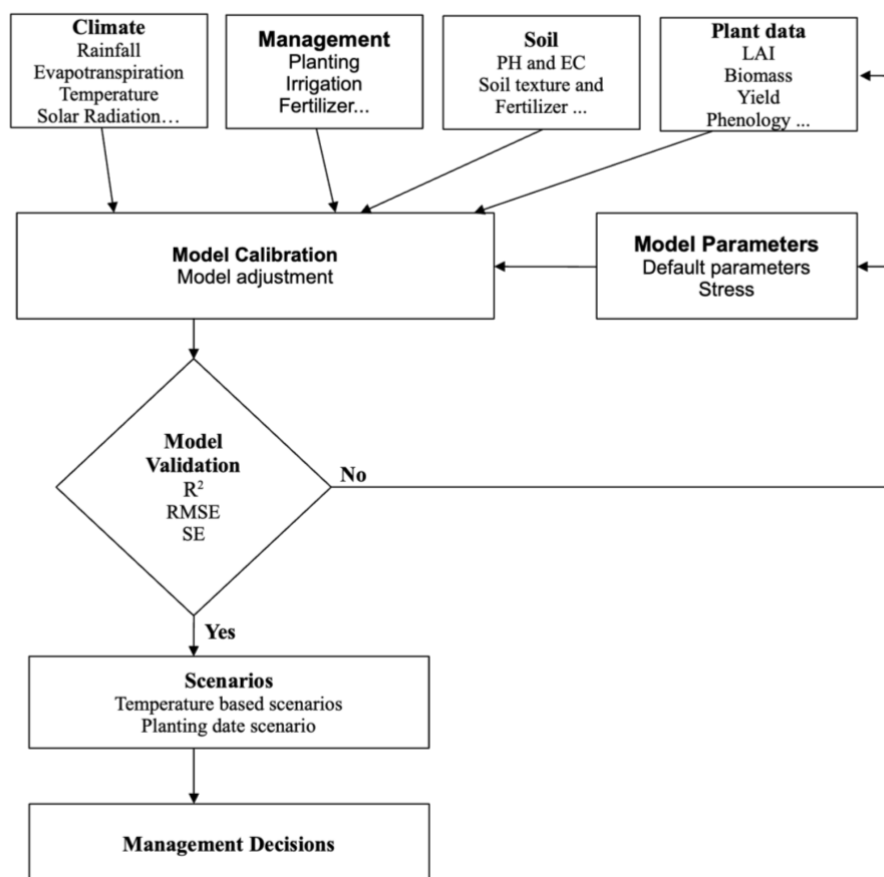 Climate
Rainfall
Evapotranspiration
Temperature
Solar Radiation…
Management
Planting
Irrigation
Fertilizer...
Soil
PH and EC
Soil texture and
Fertilizer ...
Plant data
LAI
Biomass
Yield
Phenology ...
Model Calibration
Model adjustment
Model Parameters
Default parameters
Stress
Model
Validation
R²
RMSE
SE
No
Yes
Scenarios
Temperature based scenarios
Planting date scenario
Management Decisions